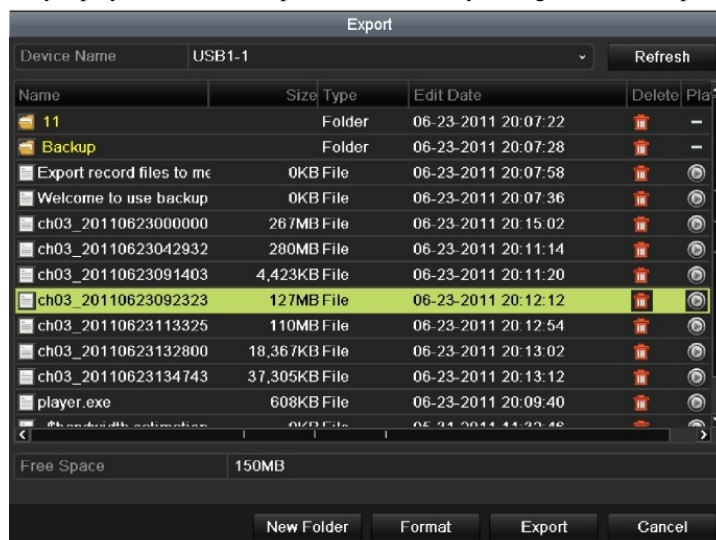 Export
Device Name USB1-1 Refresh
Name Size Type Edit Date Delete Pla
11 Folder 06-23-2011 20:07:22 –
Backup Folder 06-23-2011 20:07:28 –
Export record files to me 0KB File 06-23-2011 20:07:58
Welcome to use backup 0KB File 06-23-2011 20:07:36
ch03_20110623000000 267MB File 06-23-2011 20:15:02
ch03_20110623042932 280MB File 06-23-2011 20:11:14
ch03_20110623091403 4,423KB File 06-23-2011 20:11:20
ch03_20110623092323 127MB File 06-23-2011 20:12:12
ch03_20110623113325 110MB File 06-23-2011 20:12:54
ch03_20110623132800 18,367KB File 06-23-2011 20:13:02
ch03_20110623134743 37,305KB File 06-23-2011 20:13:12
player.exe 608KB File 06-23-2011 20:09:40
Free Space 150MB
New Folder Format Export Cancel